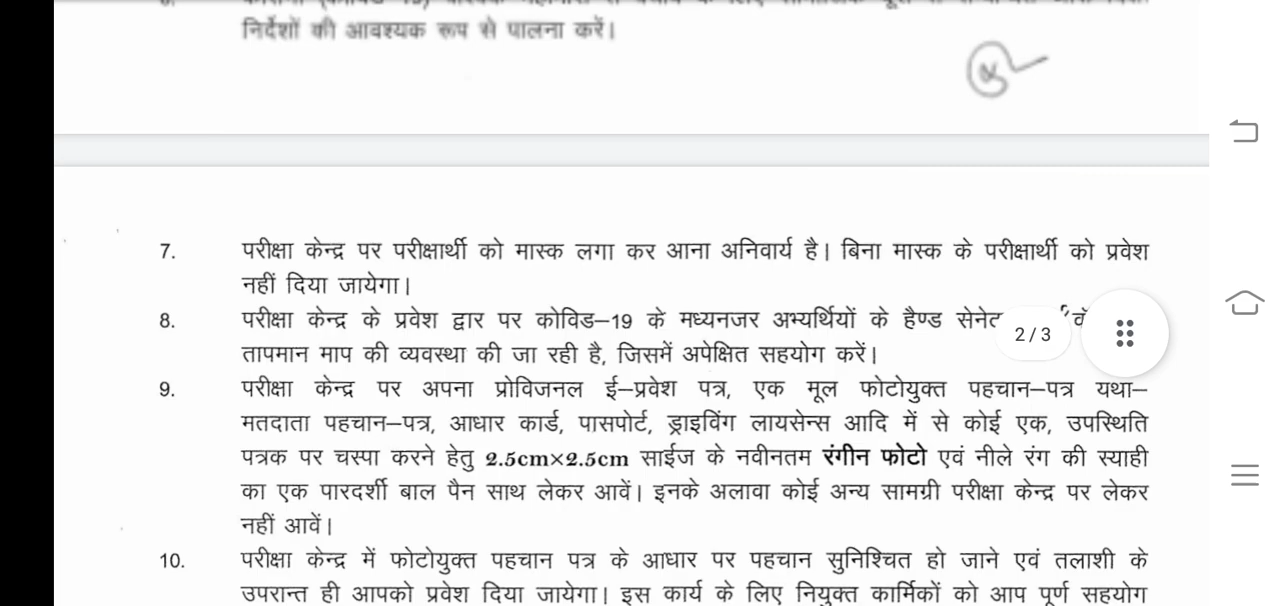 निर्देशों की आवश्यक रूप से पालना करें।
7. परीक्षा केन्द्र पर परीक्षार्थी को मास्क लगा कर आना अनिवार्य है। बिना मास्क के परीक्षार्थी को प्रवेश
नहीं दिया जायेगा।
8. परीक्षा केन्द्र के प्रवेश द्वार पर कोविड–19 के मध्यनजर अभ्यर्थियों के हैण्ड
2/3
तापमान माप की व्यवस्था की जा रही है, जिसमें अपेक्षित सहयोग करें।
9. परीक्षा केन्द्र पर अपना प्रोविजनल ई–प्रवेश पत्र, एक मूल फोटोयुक्त पहचान–पत्र यथा–
मतदाता पहचान–पत्र, आधार कार्ड, पासपोर्ट, ड्राइविंग लायसेन्स आदि में से कोई एक, उपस्थिति
पत्रक पर चस्पा करने हेतु 2.5cm×2.5cm साईज के नवीनतम रंगीन फोटो एवं नीले रंग की स्याही
का एक पारदर्शी बाल पैन साथ लेकर आवें। इनके अलावा कोई अन्य सामग्री परीक्षा केन्द्र पर लेकर
नहीं आवें।
10. परीक्षा केन्द्र में फोटोयुक्त पहचान पत्र के आधार पर पहचान सुनिश्चित हो जाने एवं तलाशी के
उपरान्त ही आपको प्रवेश दिया जायेगा। इस कार्य के लिए नियुक्त कार्मिकों को आप पूर्ण सहयोग